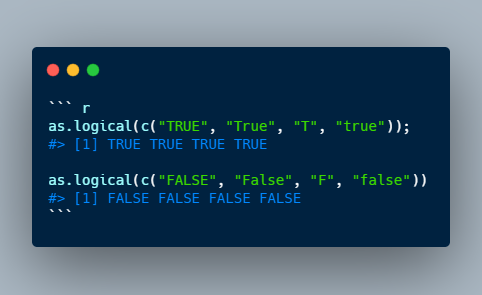 ``` r
as.logical(c("TRUE", "True", "T", "true"));
#> [1] TRUE TRUE TRUE TRUE

as.logical(c("FALSE", "False", "F", "false"))
#> [1] FALSE FALSE FALSE FALSE
```